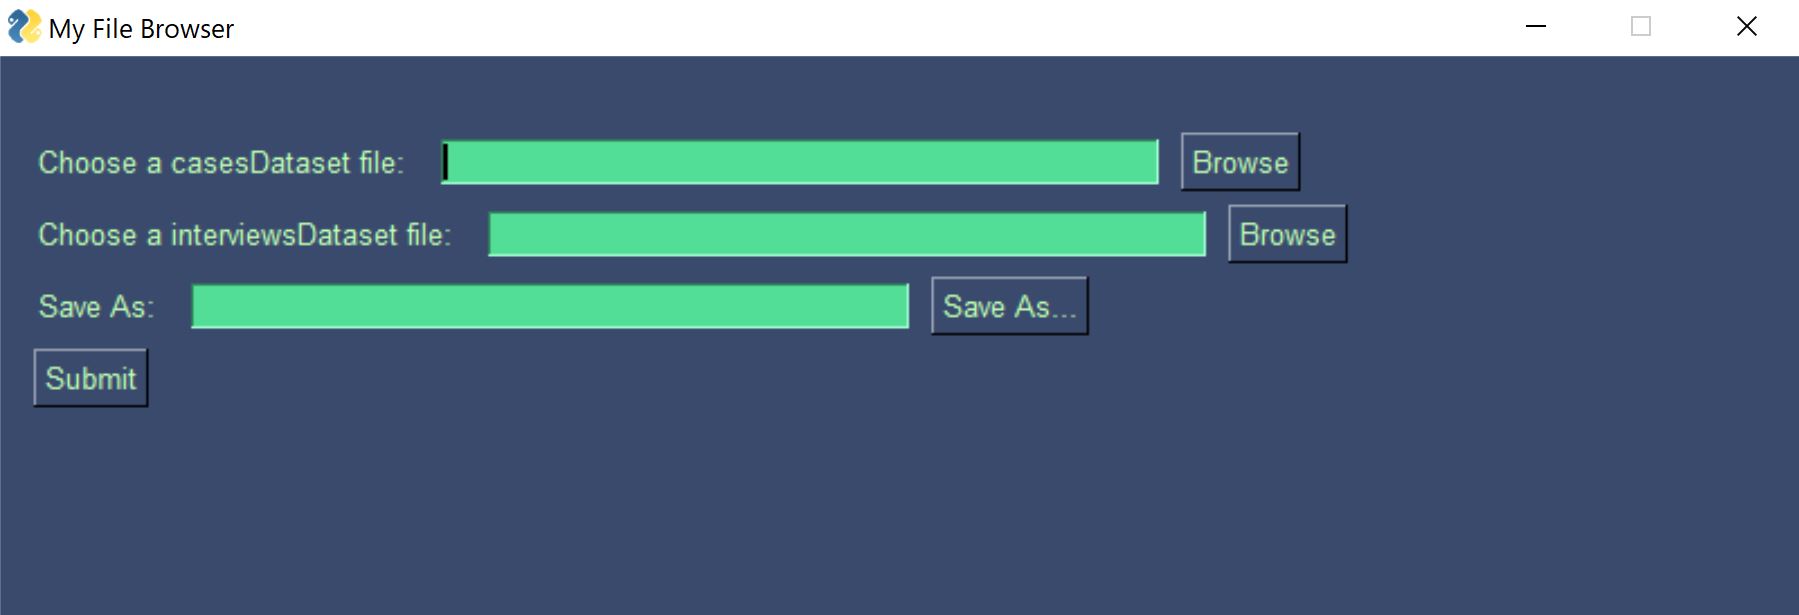 My File Browser
Choose a casesDataset file: Browse
Choose a interviewsDataset file: Browse
Save As: Save As...
Submit